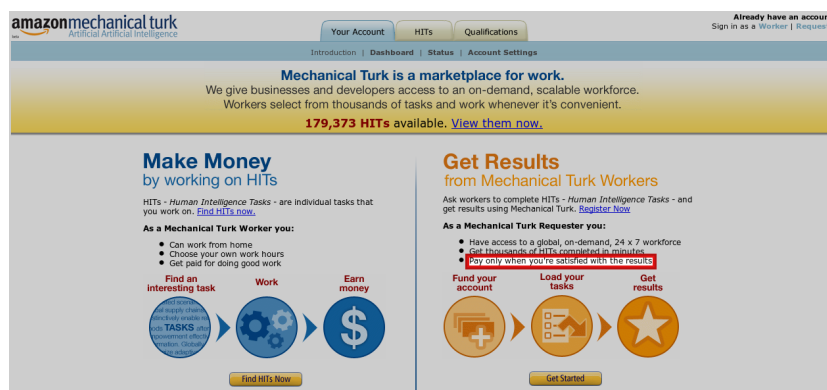 amazonmechanical turk
beta
Artificial Artificial Intelligence
Your Account
HITs
Qualifications
Already have an accoun
Sign in as a Worker | Reques
Introduction | Dashboard | Status | Account Settings
Mechanical Turk is a marketplace for work.
We give businesses and developers access to an on-demand, scalable workforce.
Workers select from thousands of tasks and work whenever it's convenient.
179,373 HITs available. View them now.
Make Money
by working on HITs
HITs - Human Intelligence Tasks - are individual tasks that
you work on. Find HITs now.
As a Mechanical Turk Worker you:
• Can work from home
• Choose your own work hours
• Get paid for doing good work
Find an
interesting task
Work
Earn
money
TASKS
$
Find HITs Now
Get Results
from Mechanical Turk Workers
Ask workers to complete HITs - Human Intelligence Tasks - and
get results using Mechanical Turk. Register Now
As a Mechanical Turk Requester you:
• Have access to a global, on-demand, 24 x 7 workforce
• Get thousands of HITs completed in minutes
• Pay only when you're satisfied with the results
Fund your
account
Load your
tasks
Get
results
Get Started